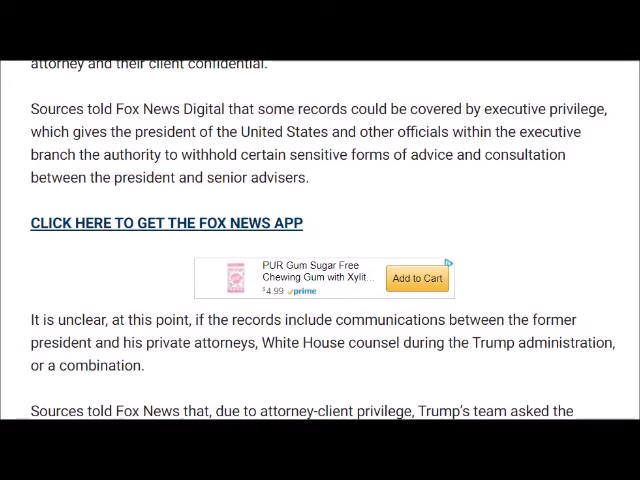 attorney and their client confidential.
Sources told Fox News Digital that some records could be covered by executive privilege,
which gives the president of the United States and other officials within the executive
branch the authority to withhold certain sensitive forms of advice and consultation
between the president and senior advisers.
CLICK HERE TO GET THE FOX NEWS APP
PUR Gum Sugar Free
Chewing Gum with Xylit...
$4.99 prime
Add to Cart
It is unclear, at this point, if the records include communications between the former
president and his private attorneys, White House counsel during the Trump administration,
or a combination.
Sources told Fox News that, due to attorney-client privilege, Trump's team asked the